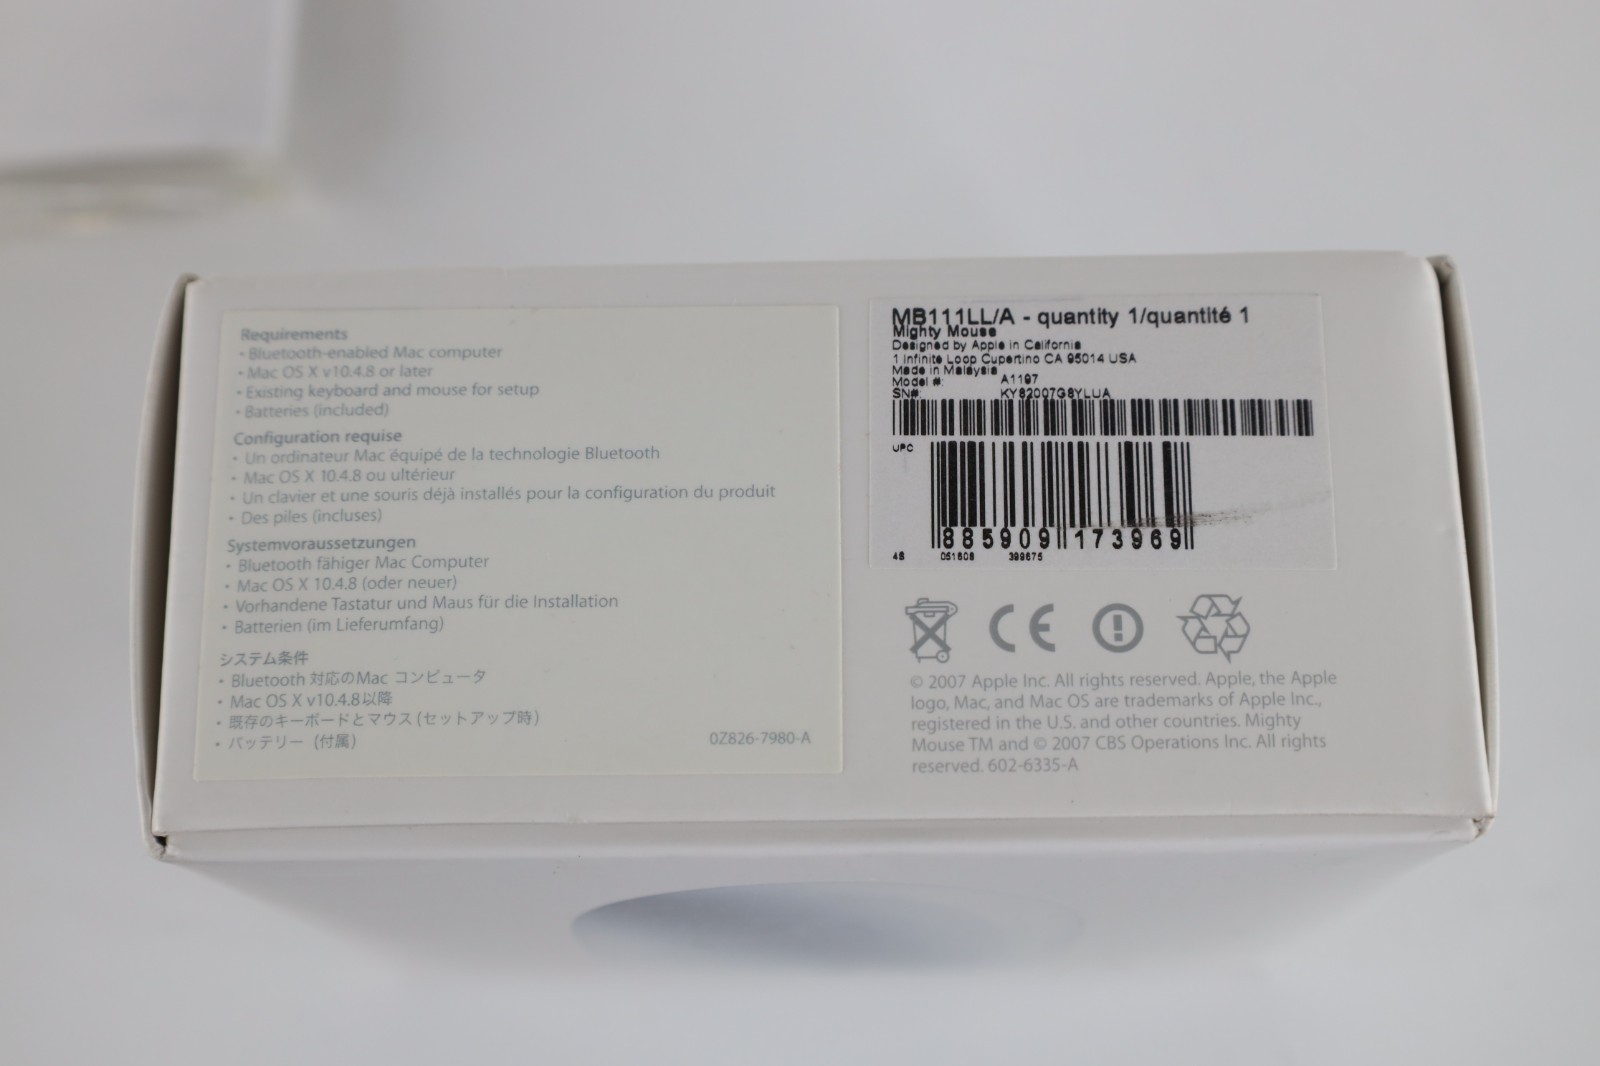 Requirements
• Bluetooth-enabled Mac computer
• Mac OS X v10.4.8 or later
• Existing keyboard and mouse for setup
• Batteries (included)
Configuration requise
• Un ordinateur Mac équipé de la technologie Bluetooth
• Mac OS X 10.4.8 ou ultérieur
• Un clavier et une souris déjà installés pour la configuration du produit
• Des piles (incluses)
Systemvoraussetzungen
• Bluetooth fähiger Mac Computer
• Mac OS X 10.4.8 (oder neuer)
• Vorhandene Tastatur und Maus für die Installation
• Batterien (im Lieferumfang)
システム条件
• Bluetooth 対応のMac コンピュータ
• Mac OS X v10.4.8以降
• 既存のキーボードとマウス (セットアップ時)
• バッテリー (付属)
0Z826-7980-A
MB111LL/A - quantity 1/quantité 1
Mighty Mouse
Designed by Apple in California
1 Infinite Loop Cupertino CA 95014 USA
Made in Malaysia
Model #: A1197
SN#: KY82007G8YLUA
UPC
885909 173969
4S 051608 399675
CE
© 2007 Apple Inc. All rights reserved. Apple, the Apple
logo, Mac, and Mac OS are trademarks of Apple Inc.,
registered in the U.S. and other countries. Mighty
Mouse TM and © 2007 CBS Operations Inc. All rights
reserved. 602-6335-A